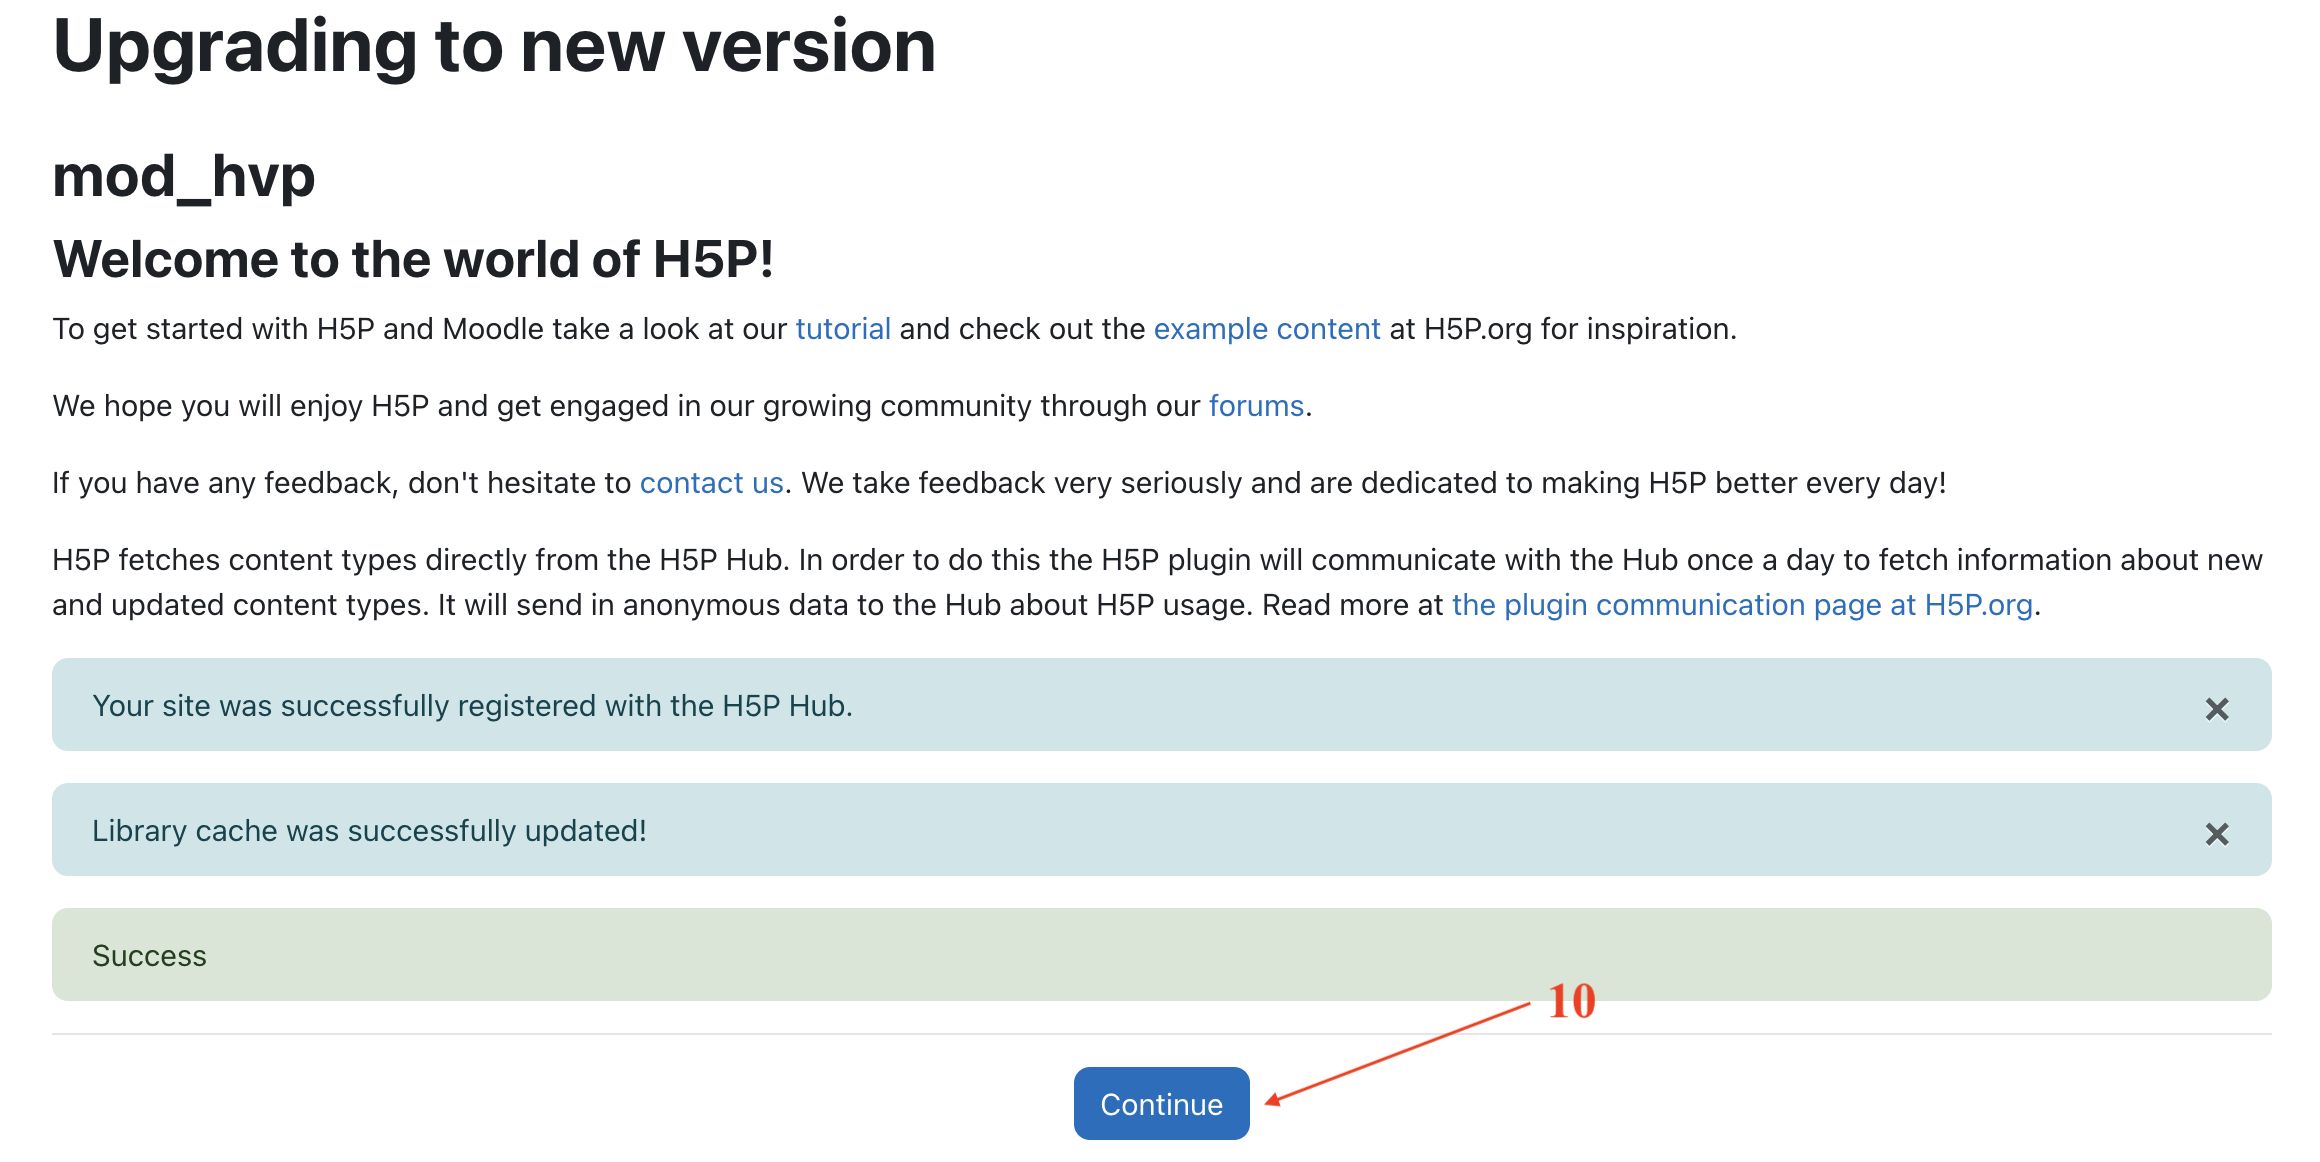 Upgrading to new version
mod_hvp
Welcome to the world of H5P!
To get started with H5P and Moodle take a look at our tutorial and check out the example content at H5P.org for inspiration.
We hope you will enjoy H5P and get engaged in our growing community through our forums.
If you have any feedback, don't hesitate to contact us. We take feedback very seriously and are dedicated to making H5P better every day!
H5P fetches content types directly from the H5P Hub. In order to do this the H5P plugin will communicate with the Hub once a day to fetch information about new
and updated content types. It will send in anonymous data to the Hub about H5P usage. Read more at the plugin communication page at H5P.org.
Your site was successfully registered with the H5P Hub.
Library cache was successfully updated!
Success
10
Continue